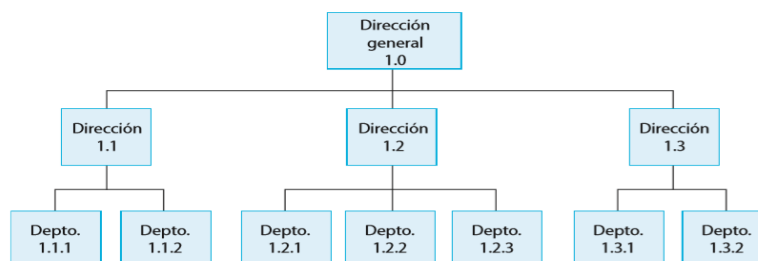 Dirección
general
1.0
Dirección
1.1
Dirección
1.2
Dirección
1.3
Depto.
1.1.1
Depto.
1.1.2
Depto.
1.2.1
Depto.
1.2.2
Depto.
1.2.3
Depto.
1.3.1
Depto.
1.3.2